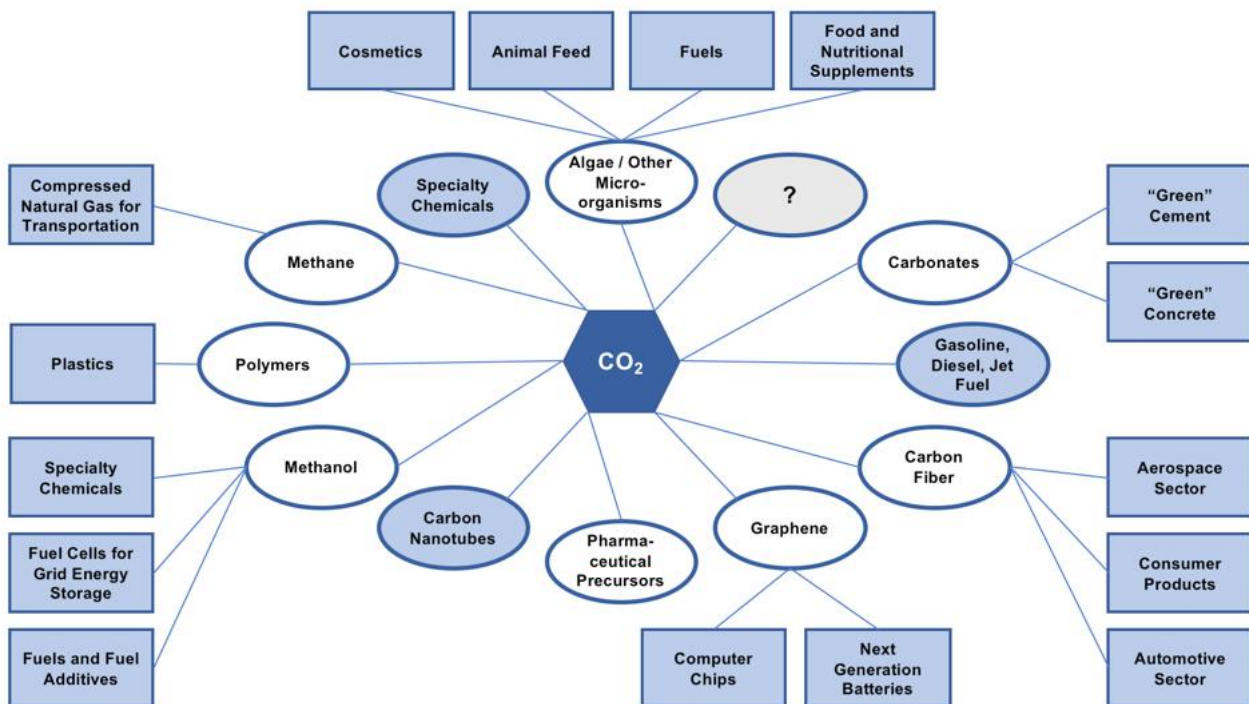 Cosmetics
Animal Feed
Fuels
Food and
Nutritional
Supplements
Compressed
Natural Gas for
Transportation
Specialty
Chemicals
Algae / Other
Micro-
organisms
?
“Green”
Cement
Methane
Carbonates
“Green”
Concrete
Plastics
Polymers
CO₂
Gasoline,
Diesel, Jet
Fuel
Specialty
Chemicals
Methanol
Carbon
Nanotubes
Pharma-
ceutical
Precursors
Graphene
Carbon
Fiber
Aerospace
Sector
Fuel Cells for
Grid Energy
Storage
Consumer
Products
Fuels and Fuel
Additives
Computer
Chips
Next
Generation
Batteries
Automotive
Sector